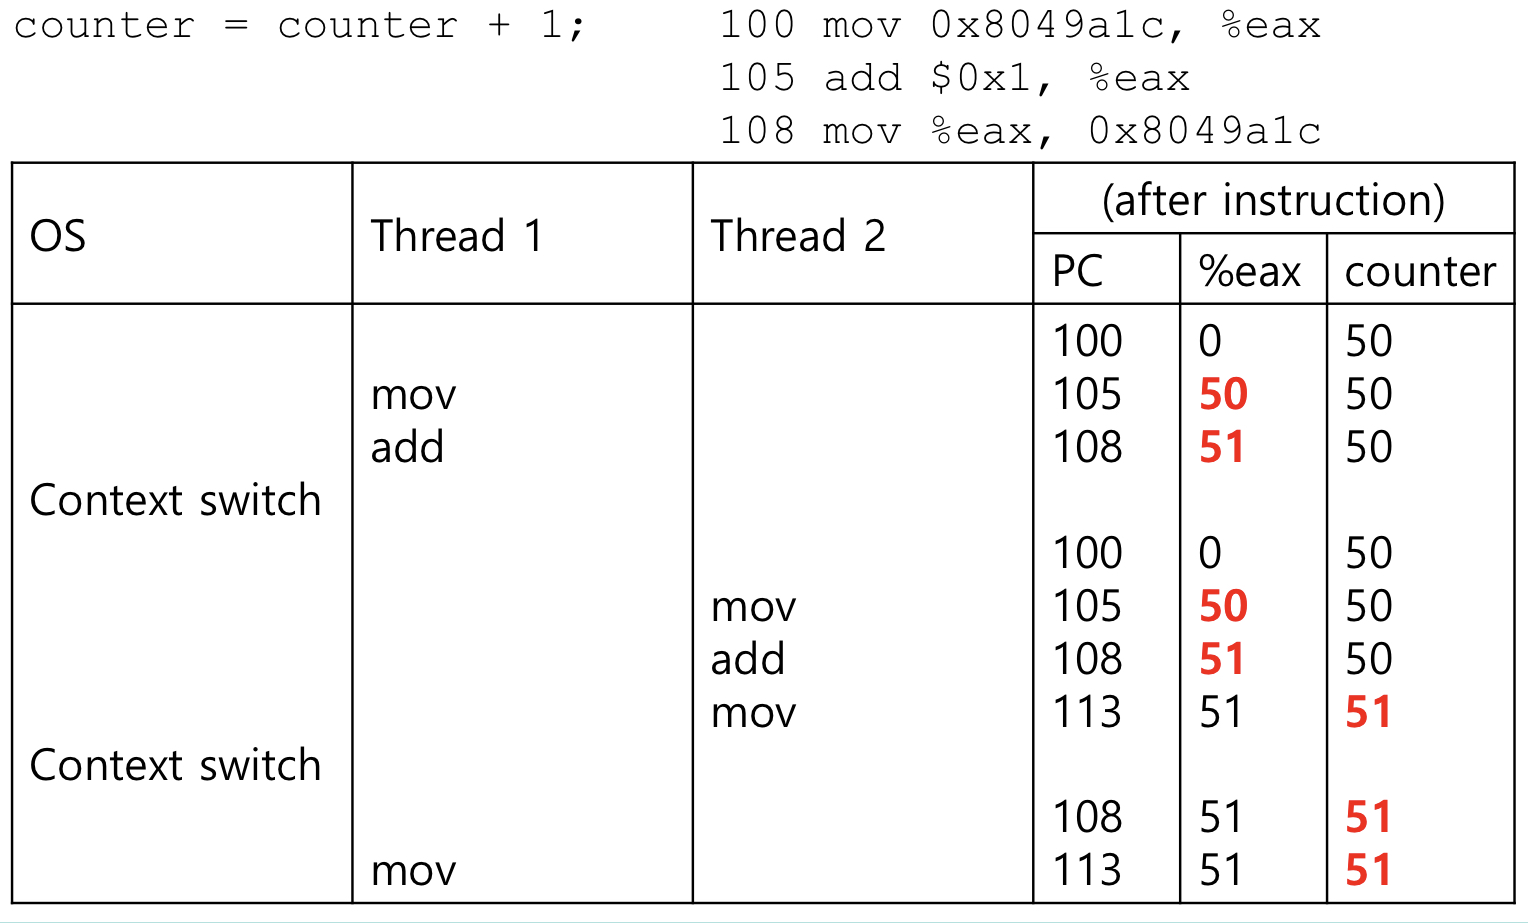 counter = counter + 1; 100 mov 0x8049a1c, %eax
105 add $0x1, %eax
108 mov %eax, 0x8049a1c
OS Thread 1 Thread 2 (after instruction)
PC %eax counter
100 0 50
mov 105 50 50
add 108 51 50
Context switch
100 0 50
mov 105 50 50
add 108 51 50
mov 113 51 51
Context switch
108 51 51
mov 113 51 51